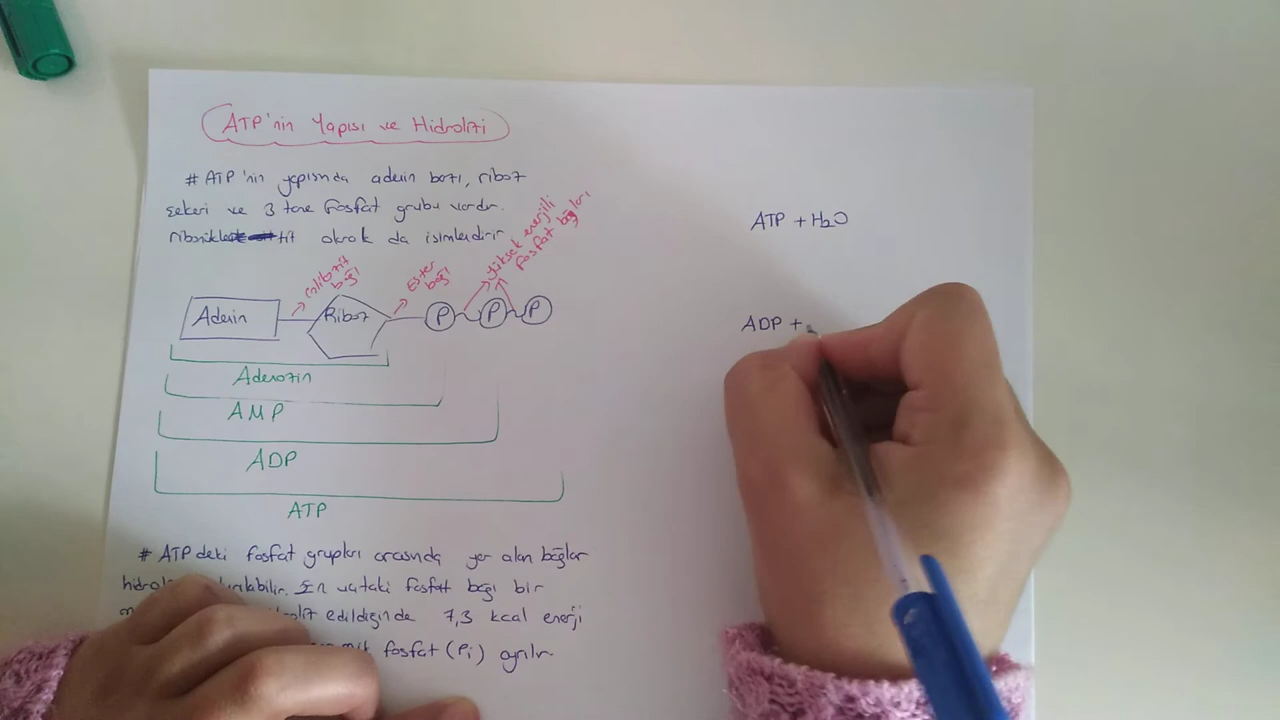 ATP'nin Yapısı ve Hidrolizi
# ATP'nin yapısında adenin bazı, riboz
şekeri ve 3 tane fosfat grubu vardır.
olarak da isimlendirir
Glikozit bağı
Ester bağı
yüksek enerjili
fosfat bağları
Adenin Riboz P P P
Adenozin
AMP
ADP
ATP
# ATP deki fosfat grupları arasında yer alan bağlar
En uçtaki fosfat bağı bir
edildiğinde 7,3 kcal enerji
fosfat (Pi) ayrılır
ATP + H2O
ADP +